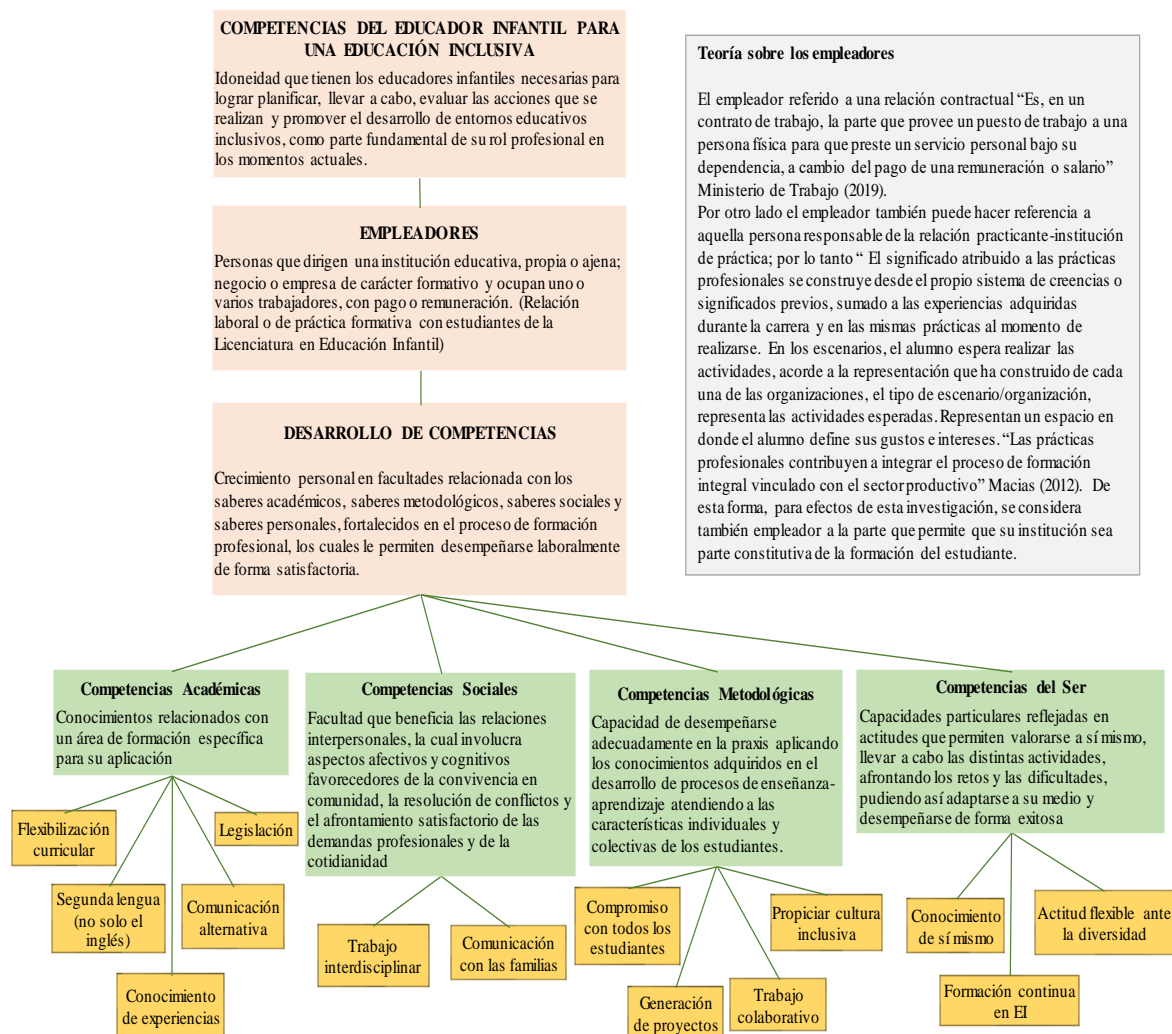 COMPETENCIAS DEL EDUCADOR INFANTIL PARA
UNA EDUCACIÓN INCLUSIVA
Idoneidad que tienen los educadores infantiles necesarias para
lograr planificar, llevar a cabo, evaluar las acciones que se
realizan y promover el desarrollo de entornos educativos
inclusivos, como parte fundamental de su rol profesional en
los momentos actuales.
EMPLEADORES
Personas que dirigen una institución educativa, propia o ajena;
negocio o empresa de carácter formativo y ocupan uno o
varios trabajadores, con pago o remuneración. (Relación
laboral o de práctica formativa con estudiantes de la
Licenciatura en Educación Infantil)
DESARROLLO DE COMPETENCIAS
Crecimiento personal en facultades relacionada con los
saberes académicos, saberes metodológicos, saberes sociales y
saberes personales, fortalecidos en el proceso de formación
profesional, los cuales le permiten desempeñarse laboralmente
de forma satisfactoria.
Teoría sobre los empleadores
El empleador referido a una relación contractual “Es, en un
contrato de trabajo, la parte que provee un puesto de trabajo a una
persona física para que preste un servicio personal bajo su
dependencia, a cambio del pago de una remuneración o salario”
Ministerio de Trabajo (2019).
Por otro lado el empleador también puede hacer referencia a
aquella persona responsable de la relación practicante-institución
de práctica; por lo tanto “ El significado atribuido a las prácticas
profesionales se construye desde el propio sistema de creencias o
significados previos, sumado a las experiencias adquiridas
durante la carrera y en las mismas prácticas al momento de
realizarse. En los escenarios, el alumno espera realizar las
actividades, acorde a la representación que ha construido de cada
una de las organizaciones, el tipo de escenario/organización,
representa las actividades esperadas. Representan un espacio en
donde el alumno define sus gustos e intereses. “Las prácticas
profesionales contribuyen a integrar el proceso de formación
integral vinculado con el sector productivo” Macias (2012). De
esta forma, para efectos de esta investigación, se considera
también empleador a la parte que permite que su institución sea
parte constitutiva de la formación del estudiante.
Competencias Académicas
Conocimientos relacionados con
un área de formación específica
para su aplicación
Flexibilización
curricular
Legislación
Segunda lengua
(no solo el
inglés)
Comunicación
alternativa
Conocimiento
de experiencias
Competencias Sociales
Facultad que beneficia las relaciones
interpersonales, la cual involucra
aspectos afectivos y cognitivos
favorecedores de la convivencia en
comunidad, la resolución de conflictos y
el afrontamiento satisfactorio de las
demandas profesionales y de la
cotidianidad
Trabajo
interdisciplinar
Comunicación
con las familias
Competencias Metodológicas
Capacidad de desempeñarse
adecuadamente en la praxis aplicando
los conocimientos adquiridos en el
desarrollo de procesos de enseñanza-
aprendizaje atendiendo a las
características individuales y
colectivas de los estudiantes.
Compromiso
con todos los
estudiantes
Propiciar cultura
inclusiva
Generación
de proyectos
Trabajo
colaborativo
Competencias del Ser
Capacidades particulares reflejadas en
actitudes que permiten valorarse a sí mismo,
llevar a cabo las distintas actividades,
afrontando los retos y las dificultades,
pudiendo así adaptarse a su medio y
desempeñarse de forma exitosa
Conocimiento
de sí mismo
Actitud flexible ante
la diversidad
Formación continua
en EI